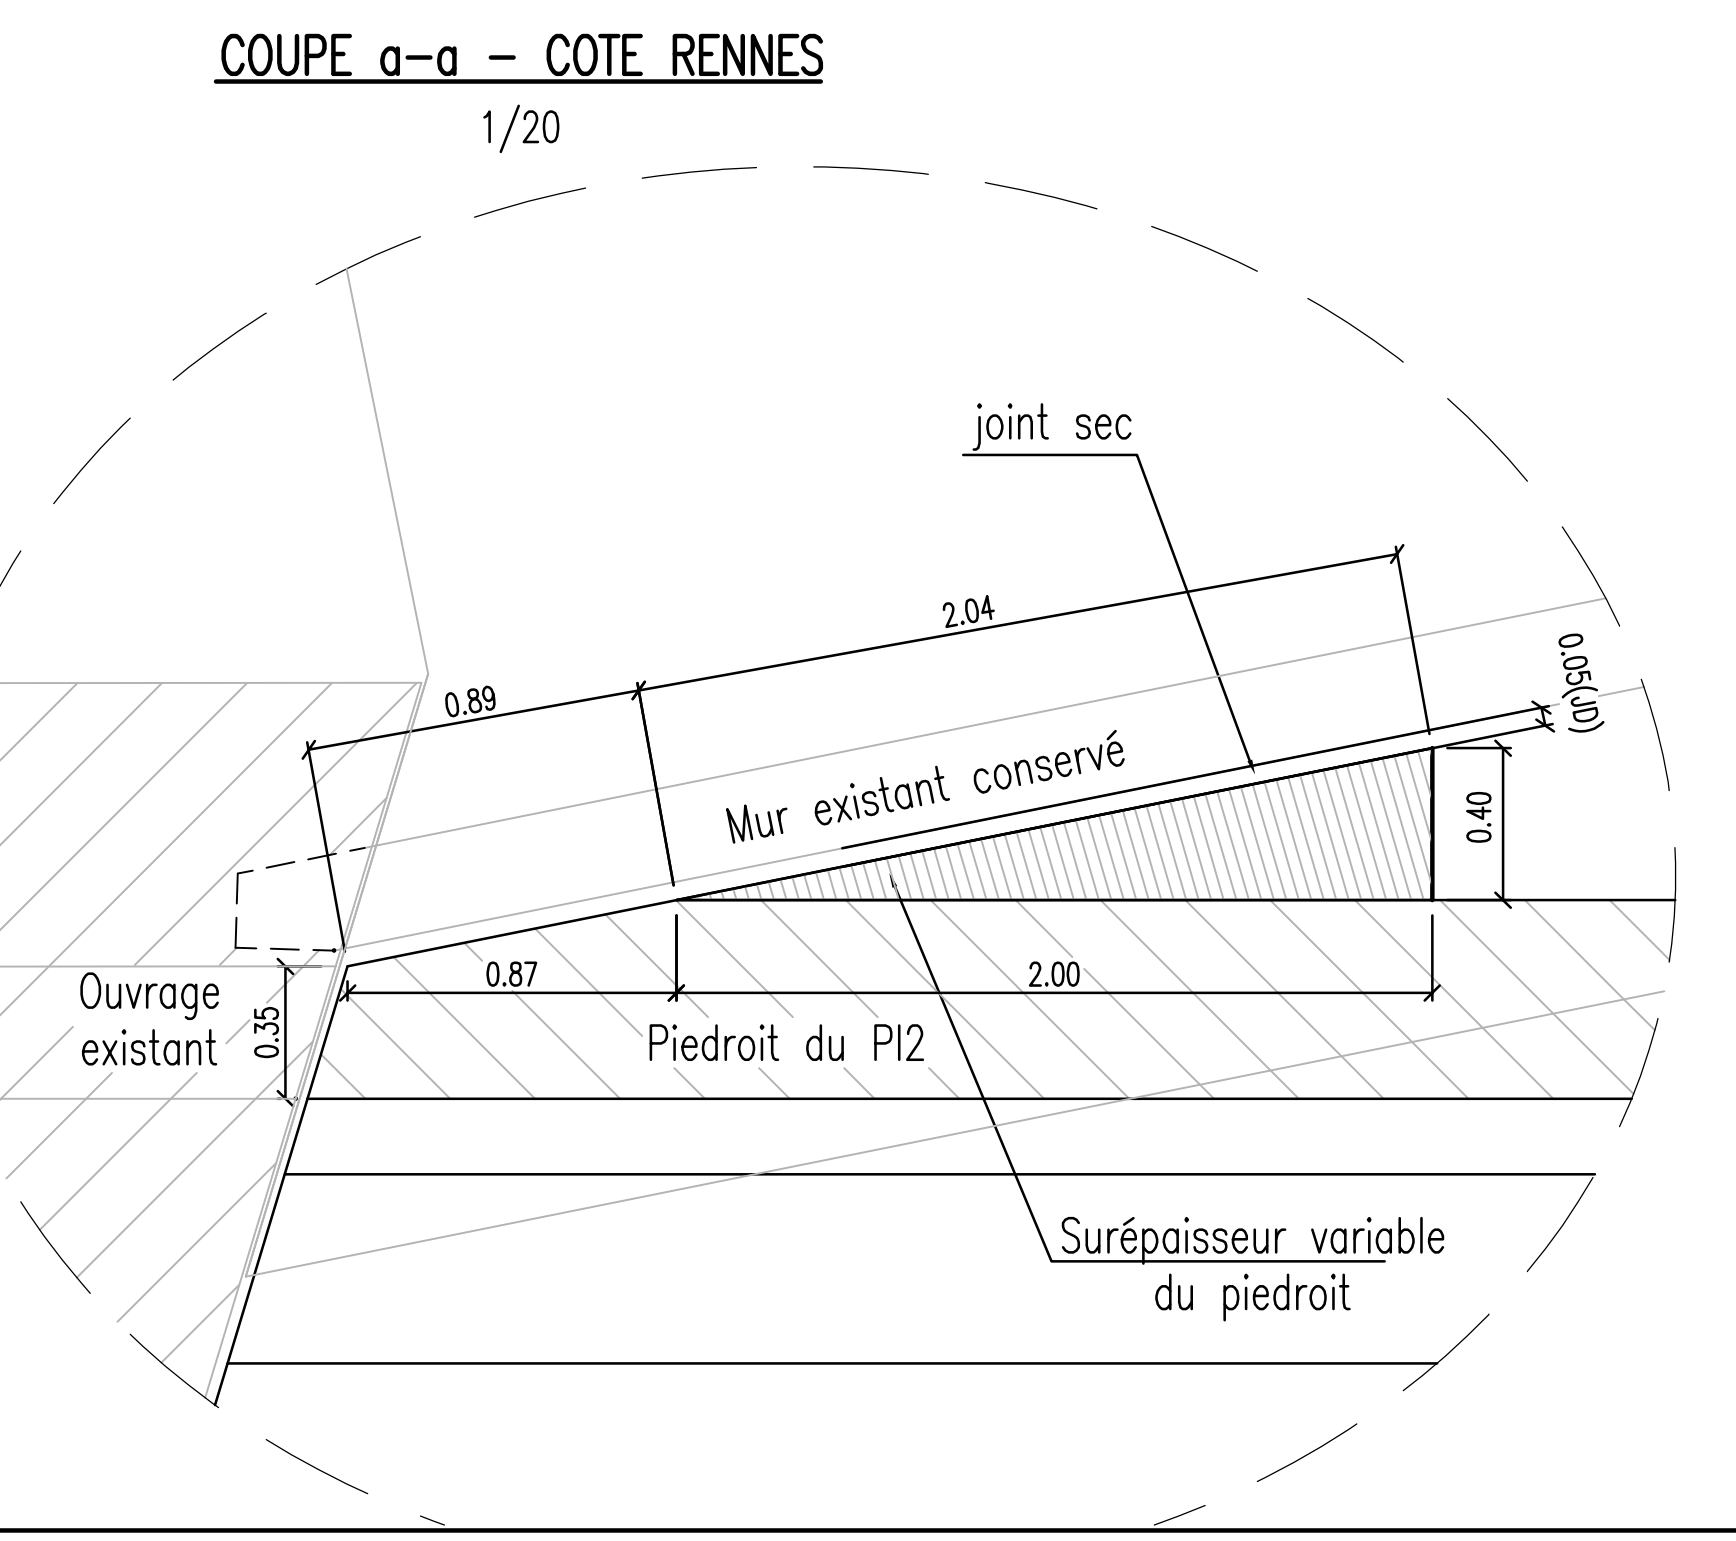 COUPE a-a - COTE RENNES
1/20
joint sec
2.04
0.89
0.05(JD)
Mur existant conservé
0.40
Ouvrage
existant
0.35
0.87
2.00
Piedroit du PI2
Surépaisseur variable
du piedroit